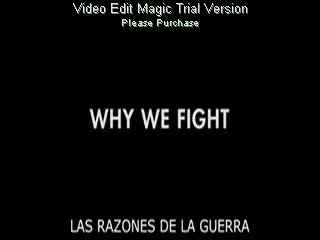 Video Edit Magic Trial Version
Please Purchase
WHY WE FIGHT
LAS RAZONES DE LA GUERRA